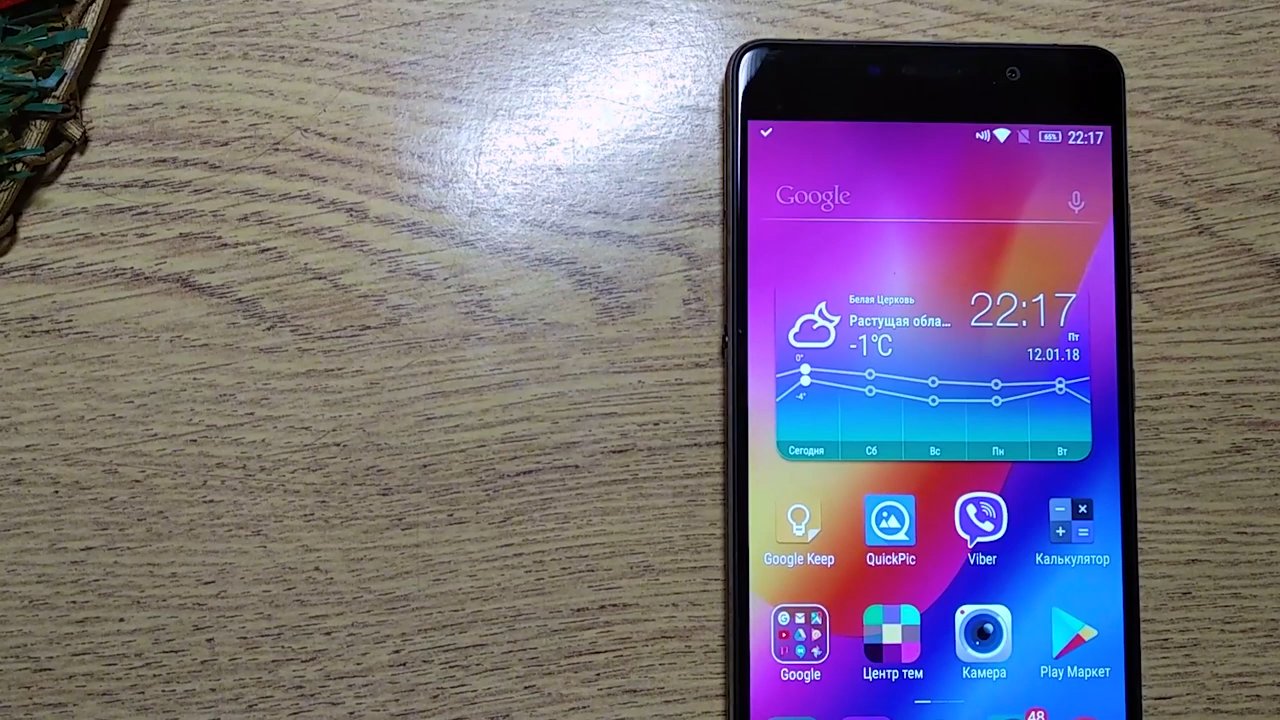 66%
22:17
Google
Белая Церковь
Растущая обла...
-1°C
22:17
Пт
12.01.18
0°
-4°
Сегодня Сб Вс Пн Вт
Google Keep QuickPic Viber Калькулятор
Google Центр тем Камера Play Маркет
48